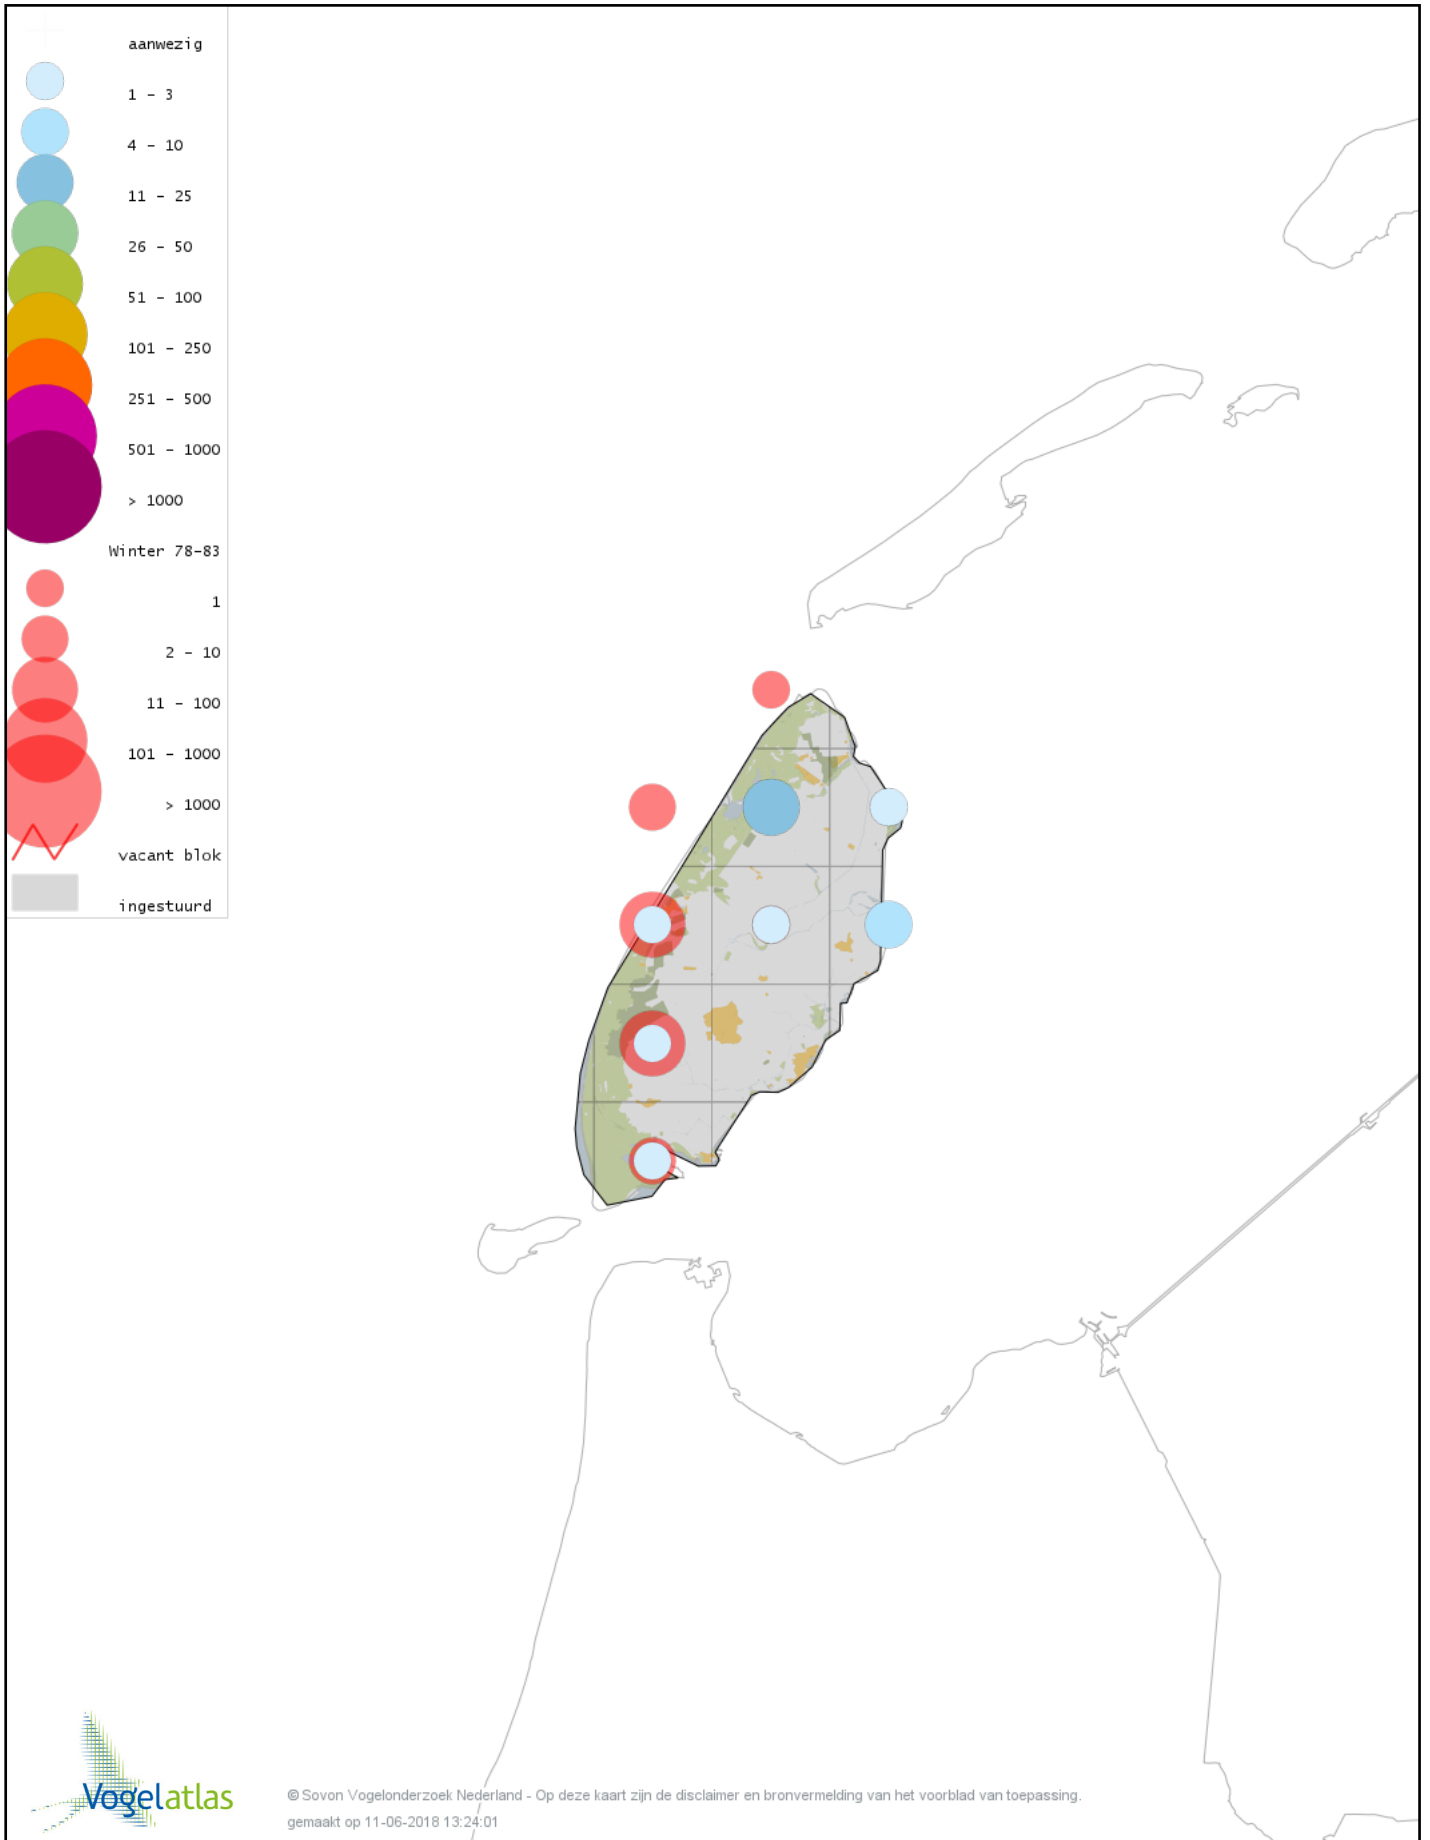 aanwezig
1 - 3
4 - 10
11 - 25
26 - 50
51 - 100
101 - 250
251 - 500
501 - 1000
> 1000
Winter 78-83
1
2 - 10
11 - 100
101 - 1000
> 1000
vacant blok
ingestuurd
Vogelatlas
© Sovon Vogelonderzoek Nederland - Op deze kaart zijn de disclaimer en bronvermelding van het voorblad van toepassing.
gemaakt op 11-06-2018 13:24:01